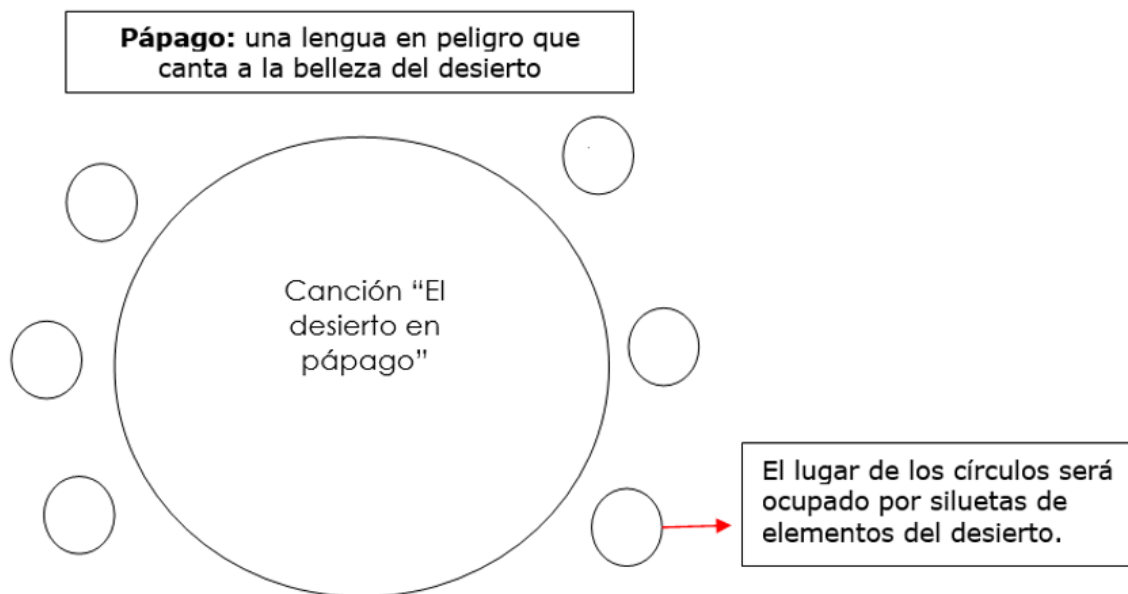 Pápago: una lengua en peligro que
canta a la belleza del desierto
Canción “El
desierto en
pápago”
El lugar de los círculos será
ocupado por siluetas de
elementos del desierto.